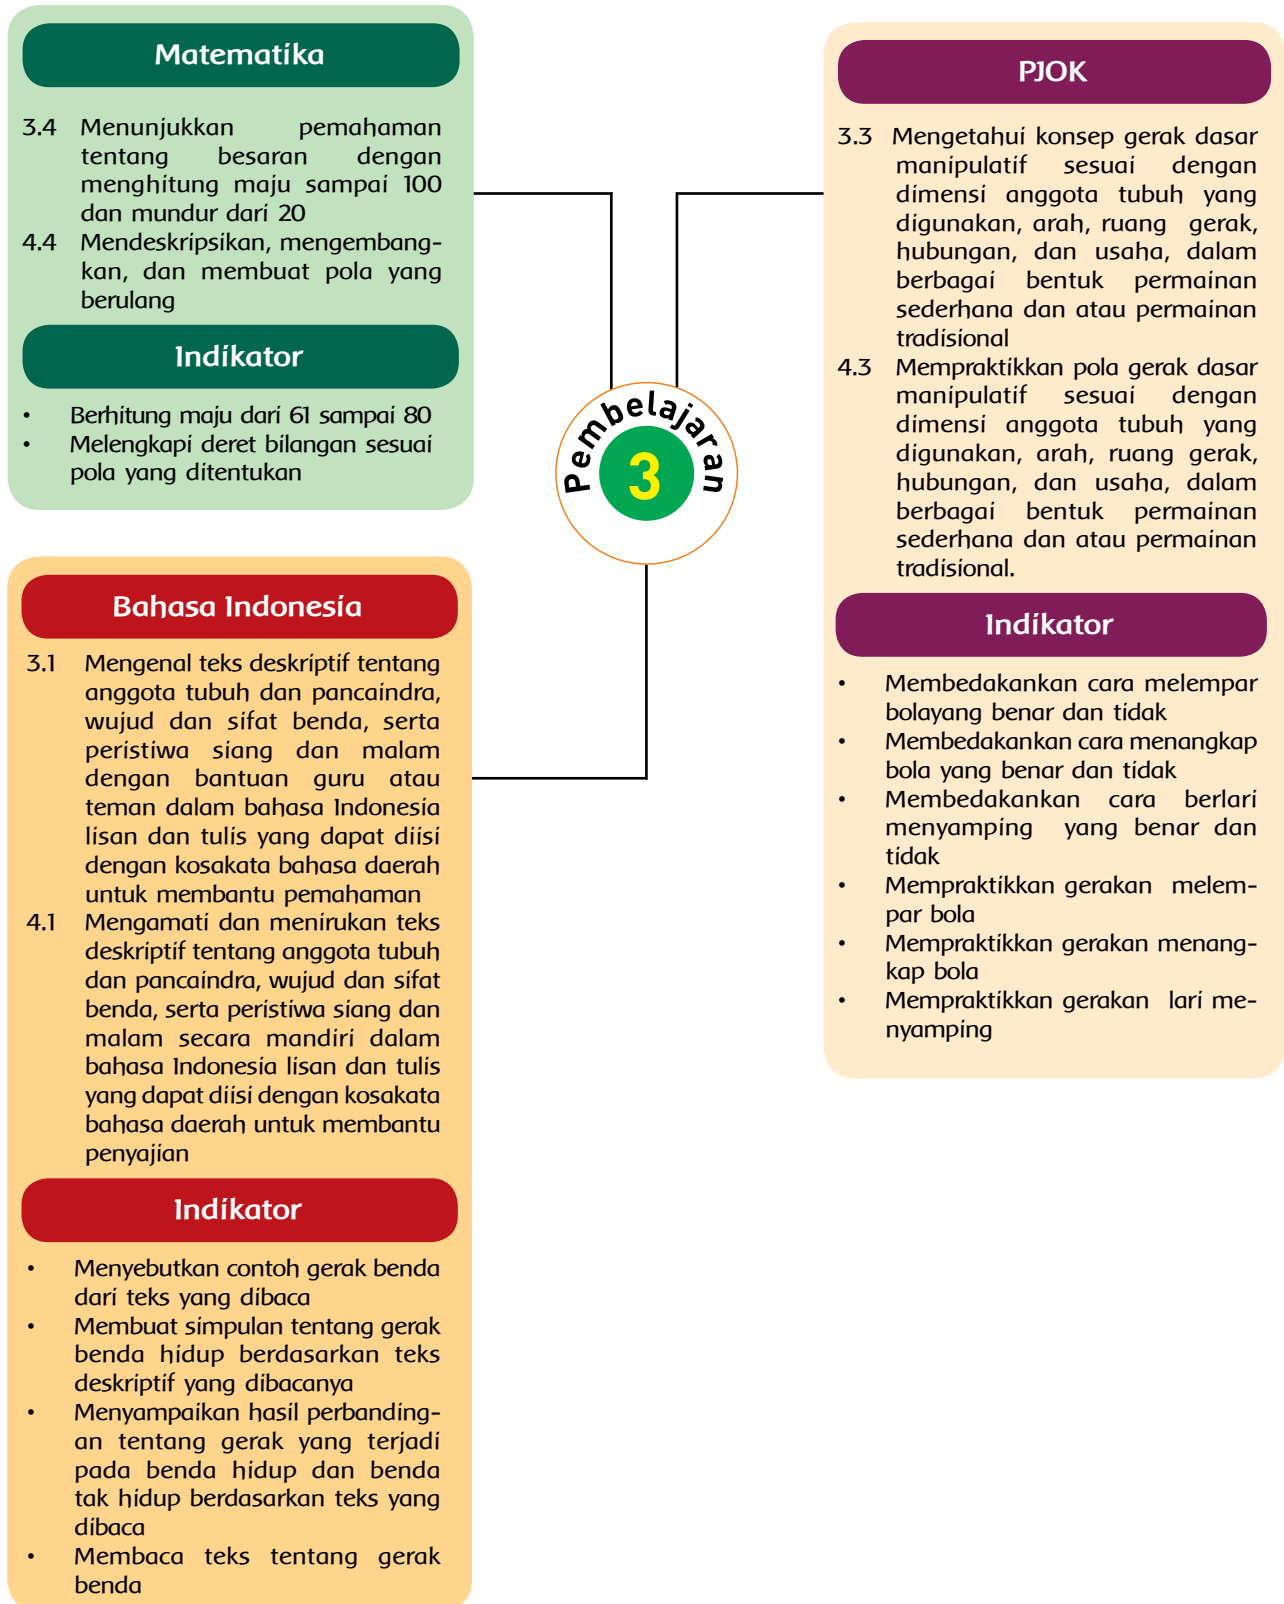 Matematika
3.4 Menunjukkan pemahaman
tentang besaran dengan
menghitung maju sampai 100
dan mundur dari 20
4.4 Mendeskripsikan, mengembang-
kan, dan membuat pola yang
berulang
Indikator
• Berhitung maju dari 61 sampai 80
• Melengkapi deret bilangan sesuai
pola yang ditentukan
Bahasa Indonesia
3.1 Mengenal teks deskriptif tentang
anggota tubuh dan pancaindra,
wujud dan sifat benda, serta
peristiwa siang dan malam
dengan bantuan guru atau
teman dalam bahasa Indonesia
lisan dan tulis yang dapat diisi
dengan kosakata bahasa daerah
untuk membantu pemahaman
4.1 Mengamati dan menirukan teks
deskriptif tentang anggota tubuh
dan pancaindra, wujud dan sifat
benda, serta peristiwa siang dan
malam secara mandiri dalam
bahasa Indonesia lisan dan tulis
yang dapat diisi dengan kosakata
bahasa daerah untuk membantu
penyajian
Indikator
• Menyebutkan contoh gerak benda
dari teks yang dibaca
• Membuat simpulan tentang gerak
benda hidup berdasarkan teks
deskriptif yang dibacanya
• Menyampaikan hasil perbanding-
an tentang gerak yang terjadi
pada benda hidup dan benda
tak hidup berdasarkan teks yang
dibaca
• Membaca teks tentang gerak
benda
Pembelajaran
3
PJOK
3.3 Mengetahui konsep gerak dasar
manipulatif sesuai dengan
dimensi anggota tubuh yang
digunakan, arah, ruang gerak,
hubungan, dan usaha, dalam
berbagai bentuk permainan
sederhana dan atau permainan
tradisional
4.3 Mempraktikkan pola gerak dasar
manipulatif sesuai dengan
dimensi anggota tubuh yang
digunakan, arah, ruang gerak,
hubungan, dan usaha, dalam
berbagai bentuk permainan
sederhana dan atau permainan
tradisional.
Indikator
• Membedakankan cara melempar
bolayang benar dan tidak
• Membedakankan cara menangkap
bola yang benar dan tidak
• Membedakankan cara berlari
menyamping yang benar dan
tidak
• Mempraktikkan gerakan melem-
par bola
• Mempraktikkan gerakan menang-
kap bola
• Mempraktikkan gerakan lari me-
nyamping